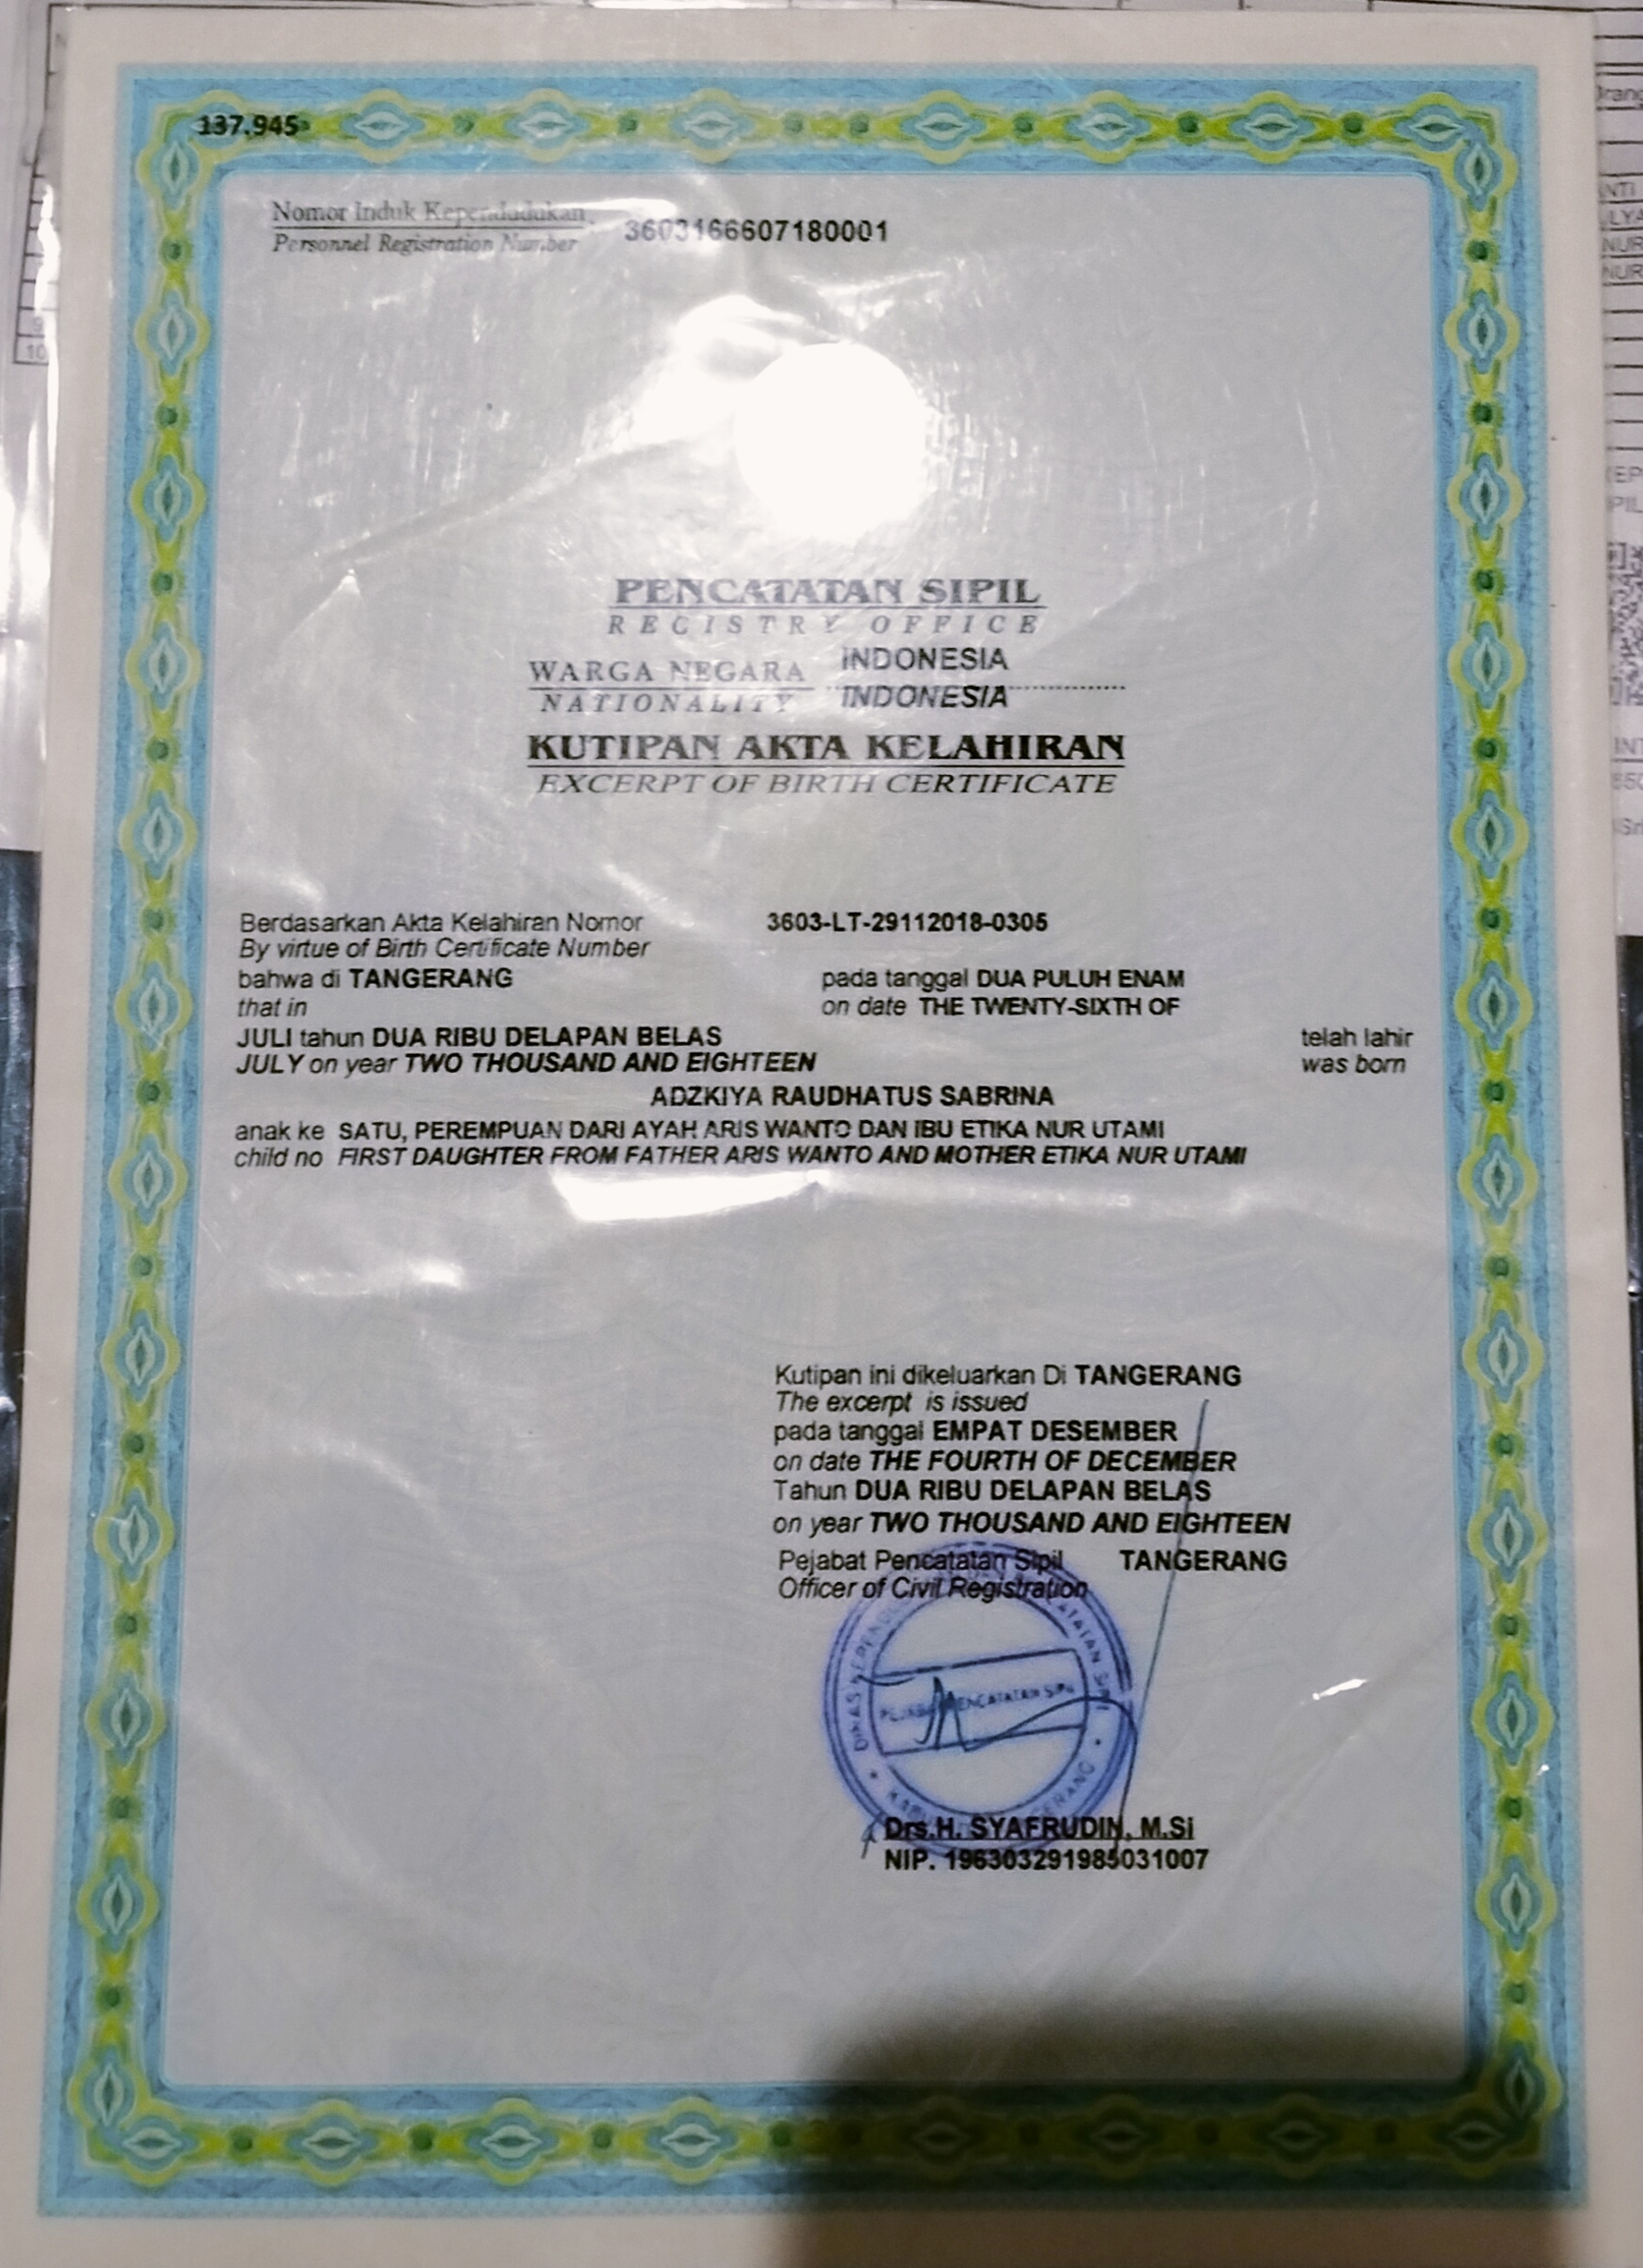 137.945
Nomor Induk Kependudukan
Personnel Registration Number
3603166607180001
PENCATATAN SIPIL
REGISTRY OFFICE
WARGA NEGARA INDONESIA
NATIONALITY INDONESIA
KUTIPAN AKTA KELAHIRAN
EXCERPT OF BIRTH CERTIFICATE
Berdasarkan Akta Kelahiran Nomor 3603-LT-29112018-0305
By virtue of Birth Certificate Number
bahwa di TANGERANG pada tanggal DUA PULUH ENAM
that in on date THE TWENTY-SIXTH OF
JULI tahun DUA RIBU DELAPAN BELAS telah lahir
JULY on year TWO THOUSAND AND EIGHTEEN was born
ADZKIYA RAUDHATUS SABRINA
anak ke SATU, PEREMPUAN DARI AYAH ARIS WANTO DAN IBU ETIKA NUR UTAMI
child no FIRST DAUGHTER FROM FATHER ARIS WANTO AND MOTHER ETIKA NUR UTAMI
Kutipan ini dikeluarkan Di TANGERANG
The excerpt is issued
pada tanggal EMPAT DESEMBER
on date THE FOURTH OF DECEMBER
Tahun DUA RIBU DELAPAN BELAS
on year TWO THOUSAND AND EIGHTEEN
Pejabat Pencatatan Sipil TANGERANG
Officer of Civil Registration
PENCATATAN SIPIL
Drs.H. SYAFRUDIN, M.Si
NIP. 196303291985031007